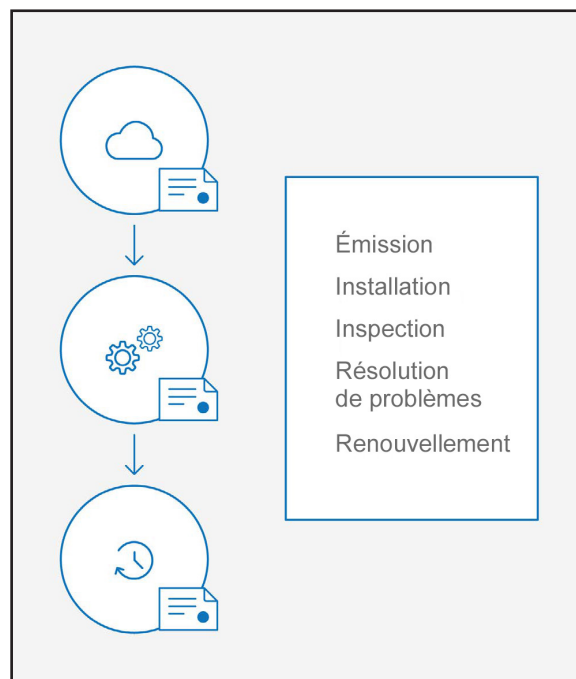 Émission
Installation
Inspection
Résolution
de problèmes
Renouvellement